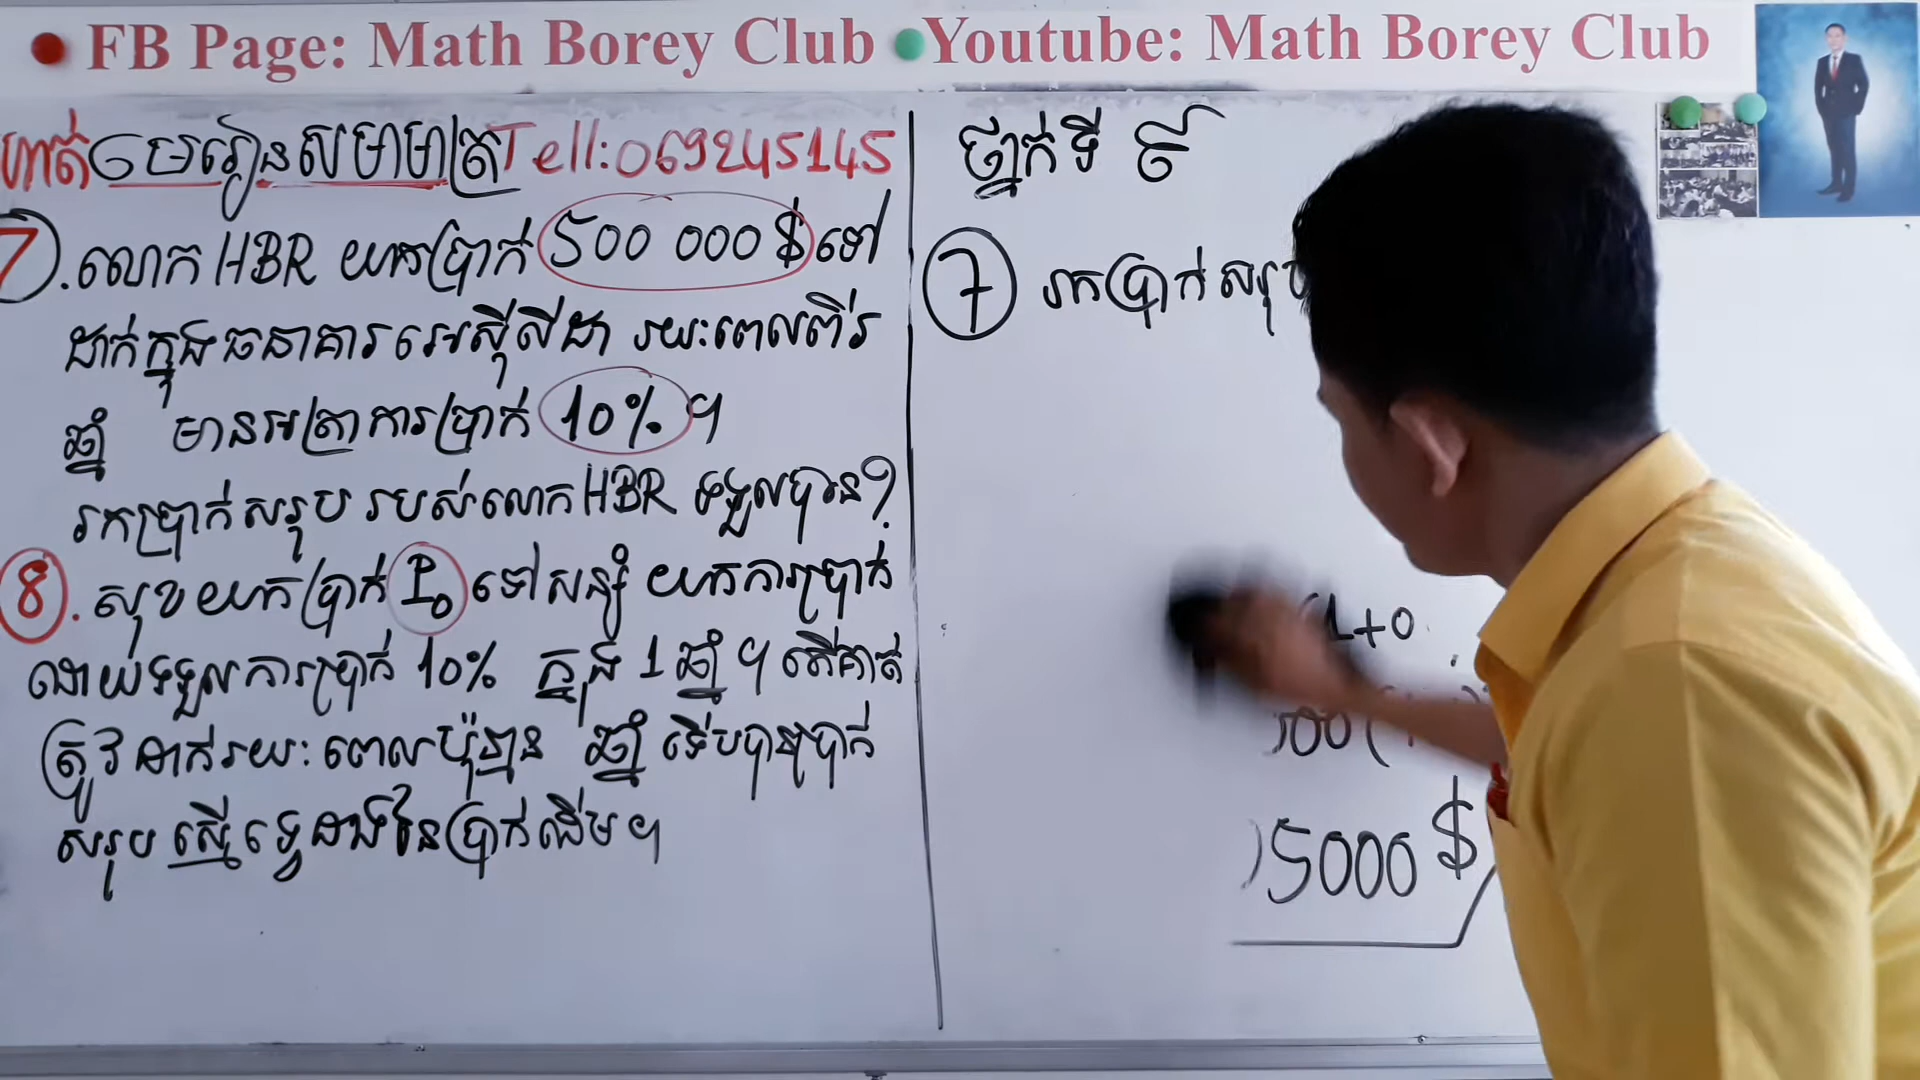 FB Page: Math Borey Club Youtube: Math Borey Club
ហាត់ មេរៀនសមាមាត្រ Tell:069245145
7. លោក HBR យកប្រាក់ 500 000 $ ទៅ
ដាក់ក្នុងធនាគារ អេស៊ីលីដា រយៈពេលពីរ
ឆ្នាំ មានអត្រាការប្រាក់ 10% ។
រកប្រាក់សរុប របស់លោក HBR ទទួលបាន?
8. សុខ យកប្រាក់ P₀ ទៅសន្សំ យកការប្រាក់
ដោយទទួលការប្រាក់ 10% ក្នុង 1 ឆ្នាំ ។ តើគាត់
ត្រូវដាក់រយៈពេលប៉ុន្មាន ឆ្នាំ ទើបបានប្រាក់
សរុប ស្មើទ្វេដងនៃប្រាក់ដើម ។
ថ្នាក់ទី ៩
7 រកប្រាក់សរុប
(1+0
500(1
5000 $